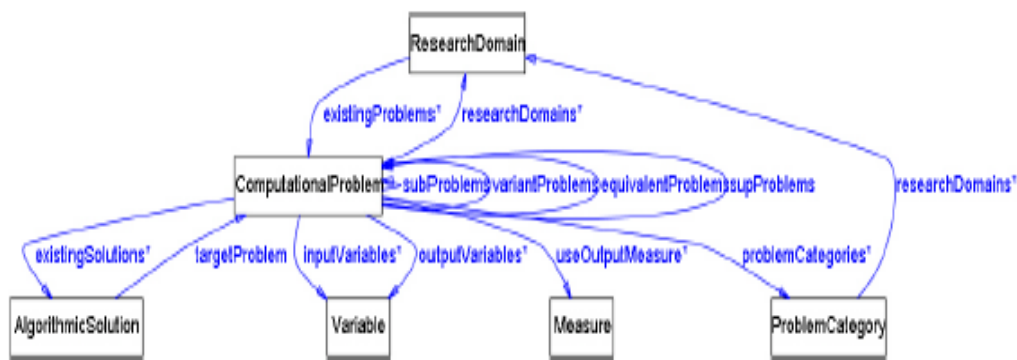 ResearchDomain
existingProblems*
researchDomains*
ComputationalProblem
subProblems
variantProblems
equivalentProblems
supProblems
researchDomains*
existingSolutions*
targetProblem
inputVariables*
outputVariables*
useOutputMeasure*
problemCategories*
AlgorithmicSolution
Variable
Measure
ProblemCategory